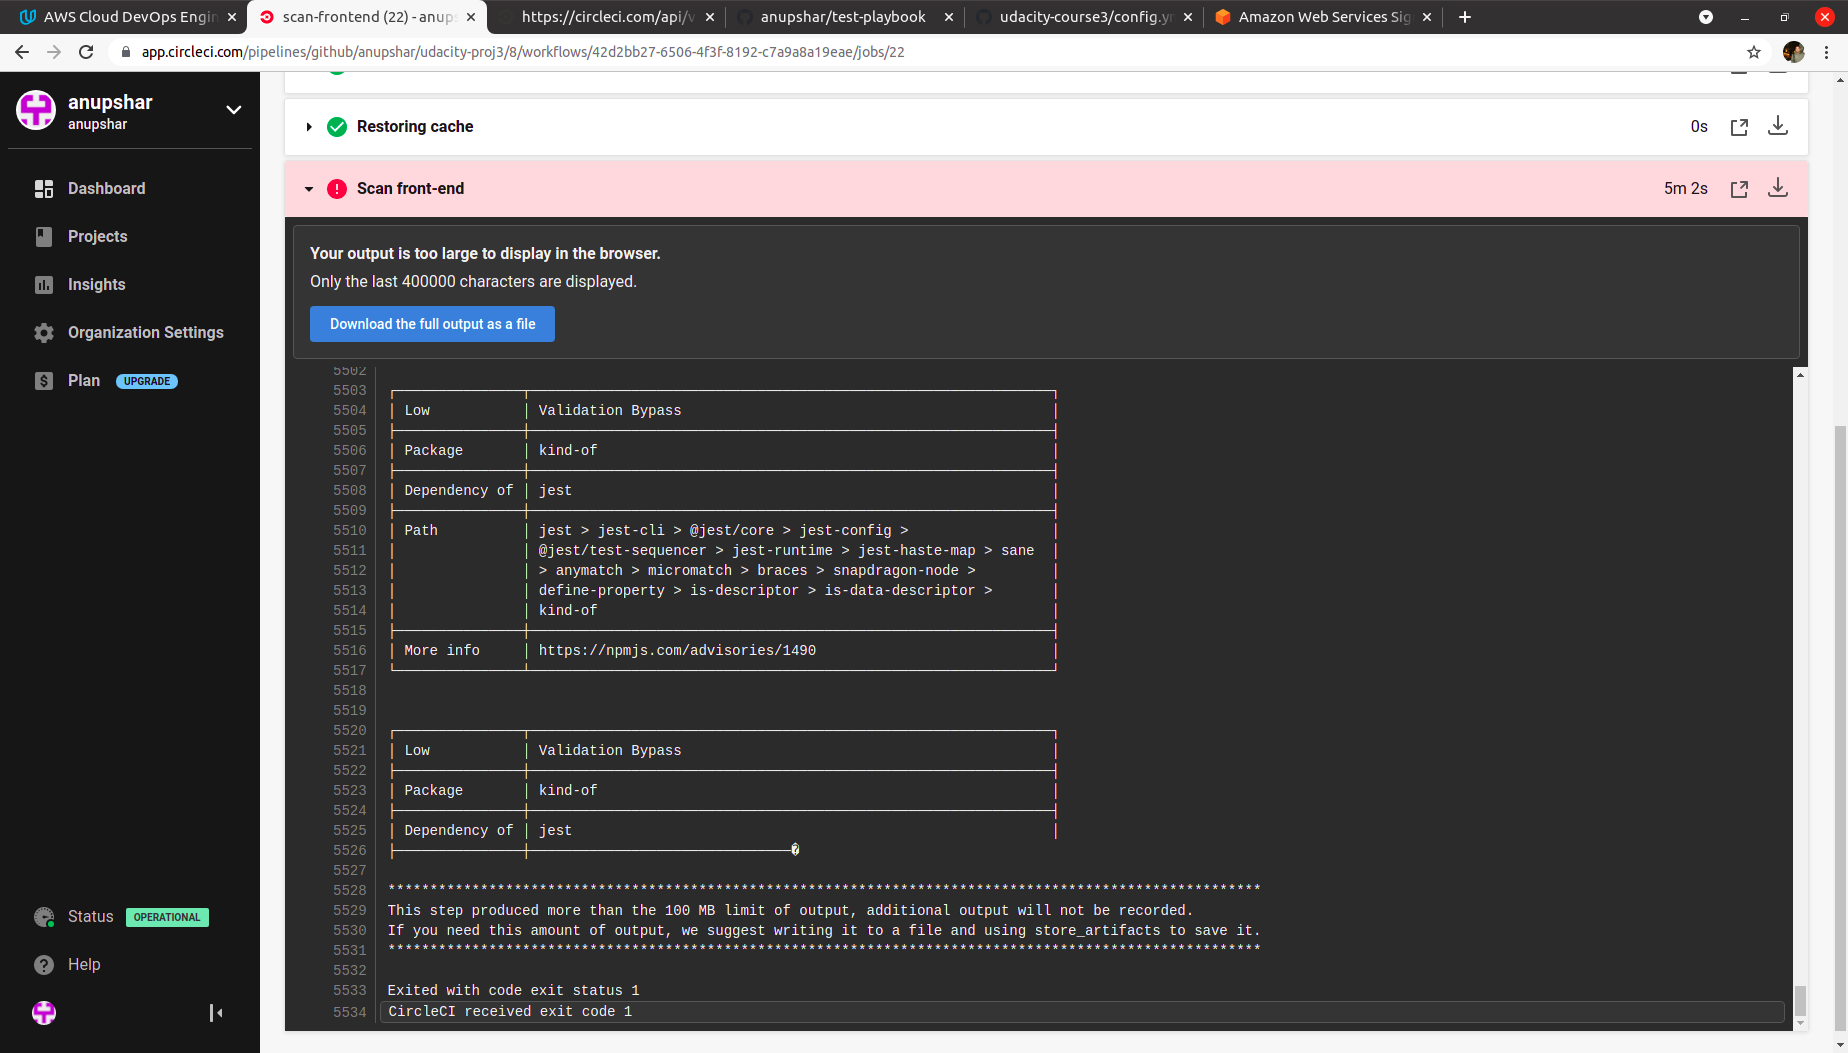 AWS Cloud DevOps Engin
scan-frontend (22) - anups
https://circleci.com/api/v
anupshar/test-playbook
udacity-course3/config.yr
Amazon Web Services Sig
app.circleci.com/pipelines/github/anupshar/udacity-proj3/8/workflows/42d2bb27-6506-4f3f-8192-c7a9a8a19eae/jobs/22
anupshar
anupshar
Dashboard
Projects
Insights
Organization Settings
Plan UPGRADE
Status OPERATIONAL
Help
Restoring cache 0s
Scan front-end 5m 2s
Your output is too large to display in the browser.
Only the last 400000 characters are displayed.
Download the full output as a file
5502
5503
5504 Low Validation Bypass
5505
5506 Package kind-of
5507
5508 Dependency of jest
5509
5510 Path jest > jest-cli > @jest/core > jest-config >
5511 @jest/test-sequencer > jest-runtime > jest-haste-map > sane
5512 > anymatch > micromatch > braces > snapdragon-node >
5513 define-property > is-descriptor > is-data-descriptor >
5514 kind-of
5515
5516 More info https://npmjs.com/advisories/1490
5517
5518
5519
5520
5521 Low Validation Bypass
5522
5523 Package kind-of
5524
5525 Dependency of jest
5526
5527
5528 ********************************************************************************************************
5529 This step produced more than the 100 MB limit of output, additional output will not be recorded.
5530 If you need this amount of output, we suggest writing it to a file and using store_artifacts to save it.
5531 ********************************************************************************************************
5532
5533 Exited with code exit status 1
5534 CircleCI received exit code 1